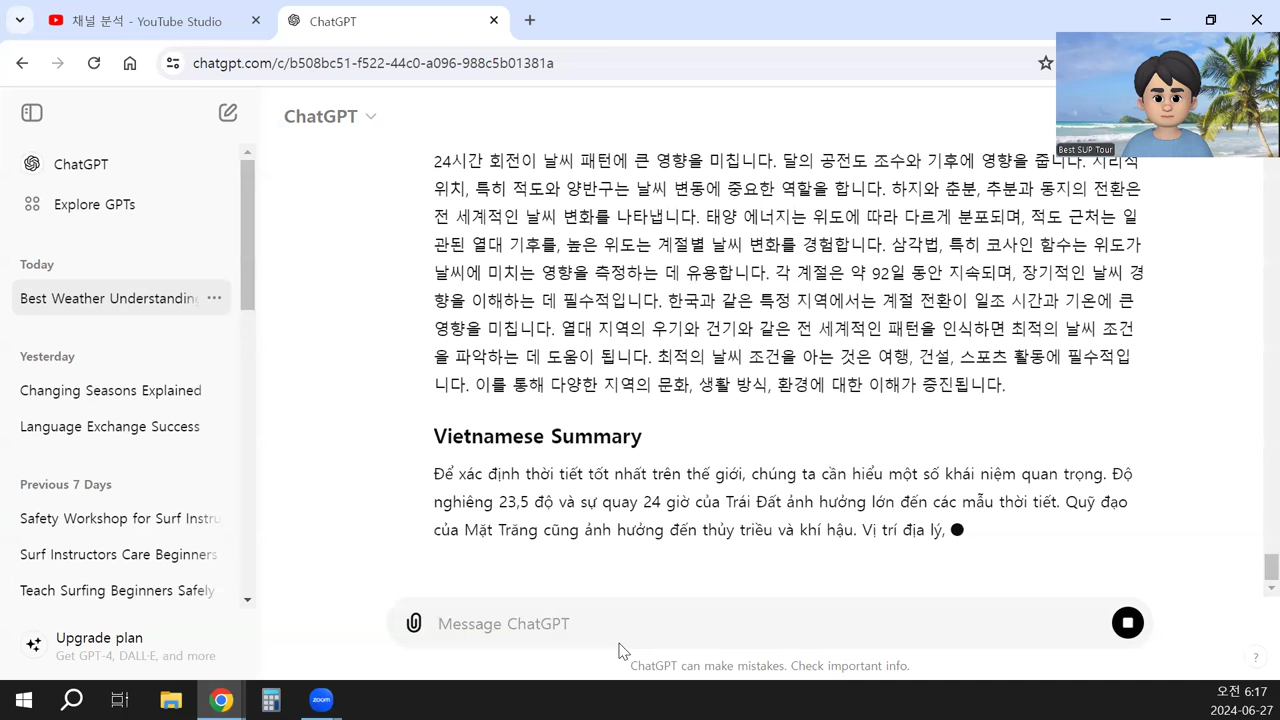 채널 분석 - YouTube Studio
ChatGPT
chatgpt.com/c/b508bc51-f522-44c0-a096-988c5b01381a
Best SUP Tour
ChatGPT
ChatGPT
Explore GPTs
Today
Best Weather Understanding
Yesterday
Changing Seasons Explained
Language Exchange Success
Previous 7 Days
Safety Workshop for Surf Instru
Surf Instructors Care Beginners
Teach Surfing Beginners Safely
Upgrade plan
Get GPT-4, DALL·E, and more
24시간 회전이 날씨 패턴에 큰 영향을 미칩니다. 달의 공전도 조수와 기후에 영향을 줍니다. 지리적
위치, 특히 적도와 양반구는 날씨 변동에 중요한 역할을 합니다. 하지와 춘분, 추분과 동지의 전환은
전 세계적인 날씨 변화를 나타냅니다. 태양 에너지는 위도에 따라 다르게 분포되며, 적도 근처는 일
관된 열대 기후를, 높은 위도는 계절별 날씨 변화를 경험합니다. 삼각법, 특히 코사인 함수는 위도가
날씨에 미치는 영향을 측정하는 데 유용합니다. 각 계절은 약 92일 동안 지속되며, 장기적인 날씨 경
향을 이해하는 데 필수적입니다. 한국과 같은 특정 지역에서는 계절 전환이 일조 시간과 기온에 큰
영향을 미칩니다. 열대 지역의 우기와 건기와 같은 전 세계적인 패턴을 인식하면 최적의 날씨 조건
을 파악하는 데 도움이 됩니다. 최적의 날씨 조건을 아는 것은 여행, 건설, 스포츠 활동에 필수적입
니다. 이를 통해 다양한 지역의 문화, 생활 방식, 환경에 대한 이해가 증진됩니다.
Vietnamese Summary
Để xác định thời tiết tốt nhất trên thế giới, chúng ta cần hiểu một số khái niệm quan trọng. Độ
nghiêng 23,5 độ và sự quay 24 giờ của Trái Đất ảnh hưởng lớn đến các mẫu thời tiết. Quỹ đạo
của Mặt Trăng cũng ảnh hưởng đến thủy triều và khí hậu. Vị trí địa lý,
Message ChatGPT
ChatGPT can make mistakes. Check important info.
?
zoom
오전 6:17
2024-06-27